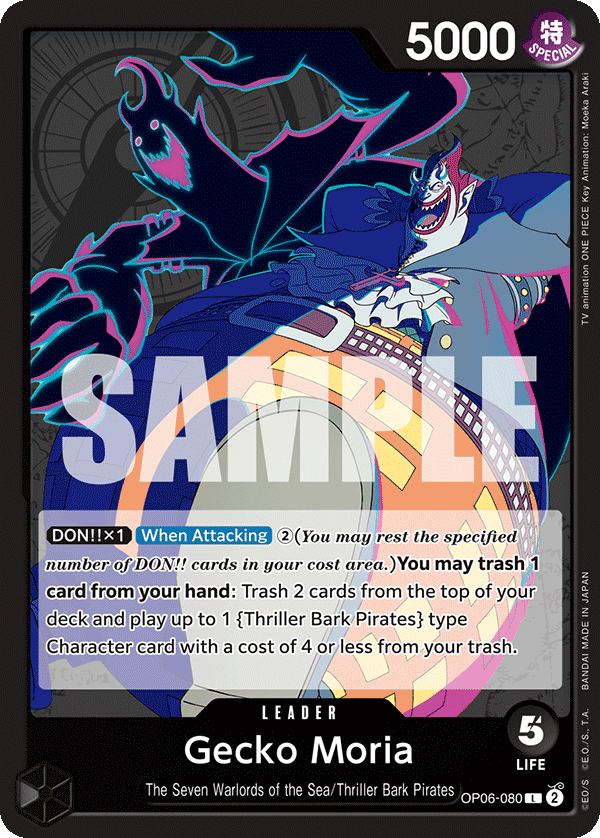 5000
特
SPECIAL
TV animation ONE PIECE Key Animation: Moeka Araki
SAMPLE
DON!!×1 When Attacking ②(You may rest the specified
number of DON!! cards in your cost area.)You may trash 1
card from your hand: Trash 2 cards from the top of your
deck and play up to 1 {Thriller Bark Pirates} type
Character card with a cost of 4 or less from your trash.
BANDAI MADE IN JAPAN
©E.O/S ©E.O./S., T.A.
LEADER
Gecko Moria
5
LIFE
The Seven Warlords of the Sea/Thriller Bark Pirates
OP06-080 L 2